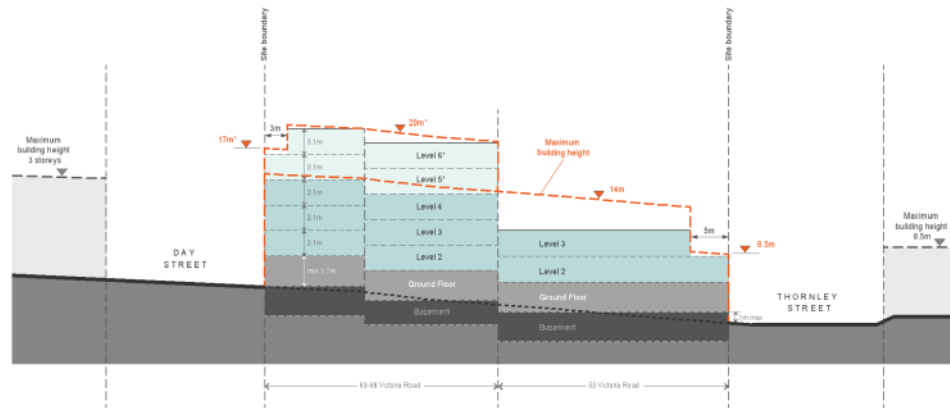 Site boundary
Site boundary
3m
20m*
17m*
Maximum
building height
3 storeys
3.1m
Level 6*
Maximum
building height
3.1m
Level 5*
14m
3.1m
Level 4
Maximum
building height
8.5m
3.1m
Level 3
5m
Level 3
8.5m
DAY
STREET
3.1m
Level 2
Level 2
min 3.7m
Ground Floor
Ground Floor
THORNLEY
STREET
Basement
1m max
Basement
63-69 Victoria Road
53 Victoria Road